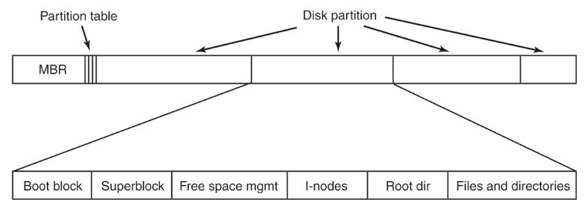 Partition table
Disk partition
MBR
Boot block
Superblock
Free space mgmt
I-nodes
Root dir
Files and directories